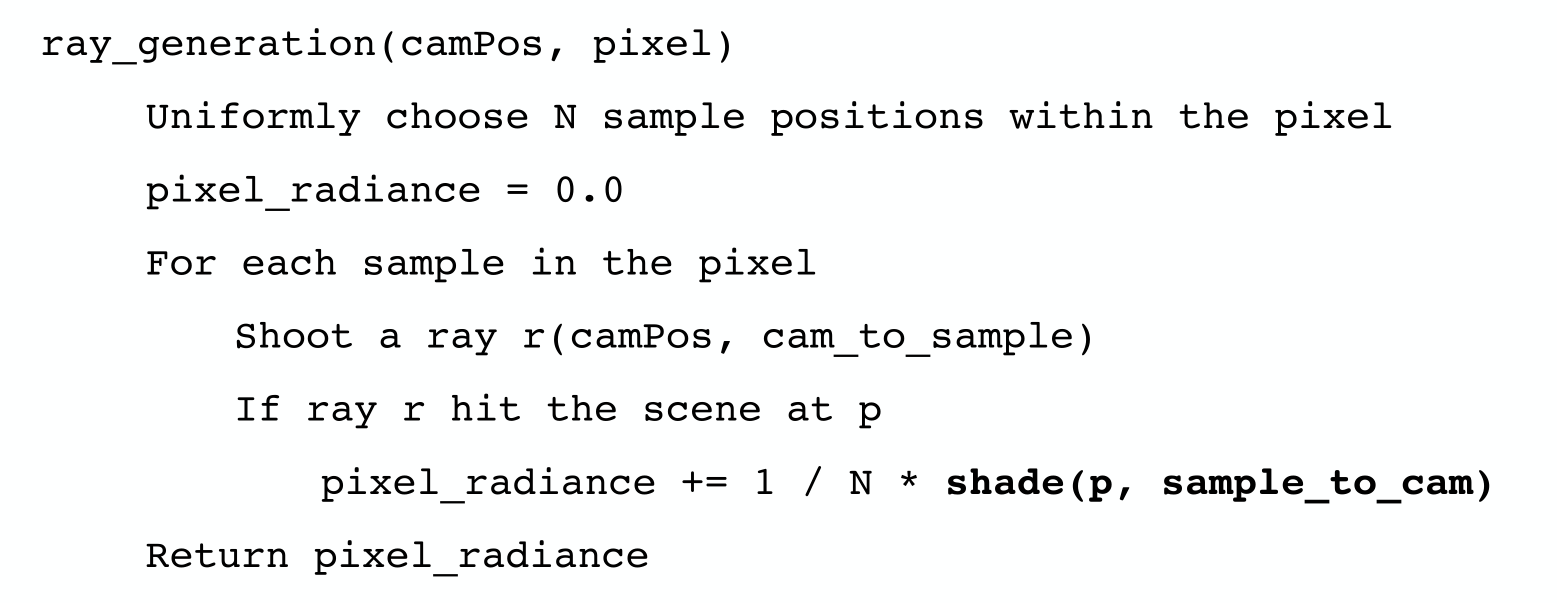 ray_generation(camPos, pixel)
Uniformly choose N sample positions within the pixel
pixel_radiance = 0.0
For each sample in the pixel
Shoot a ray r(camPos, cam_to_sample)
If ray r hit the scene at p
pixel_radiance += 1 / N * shade(p, sample_to_cam)
Return pixel_radiance